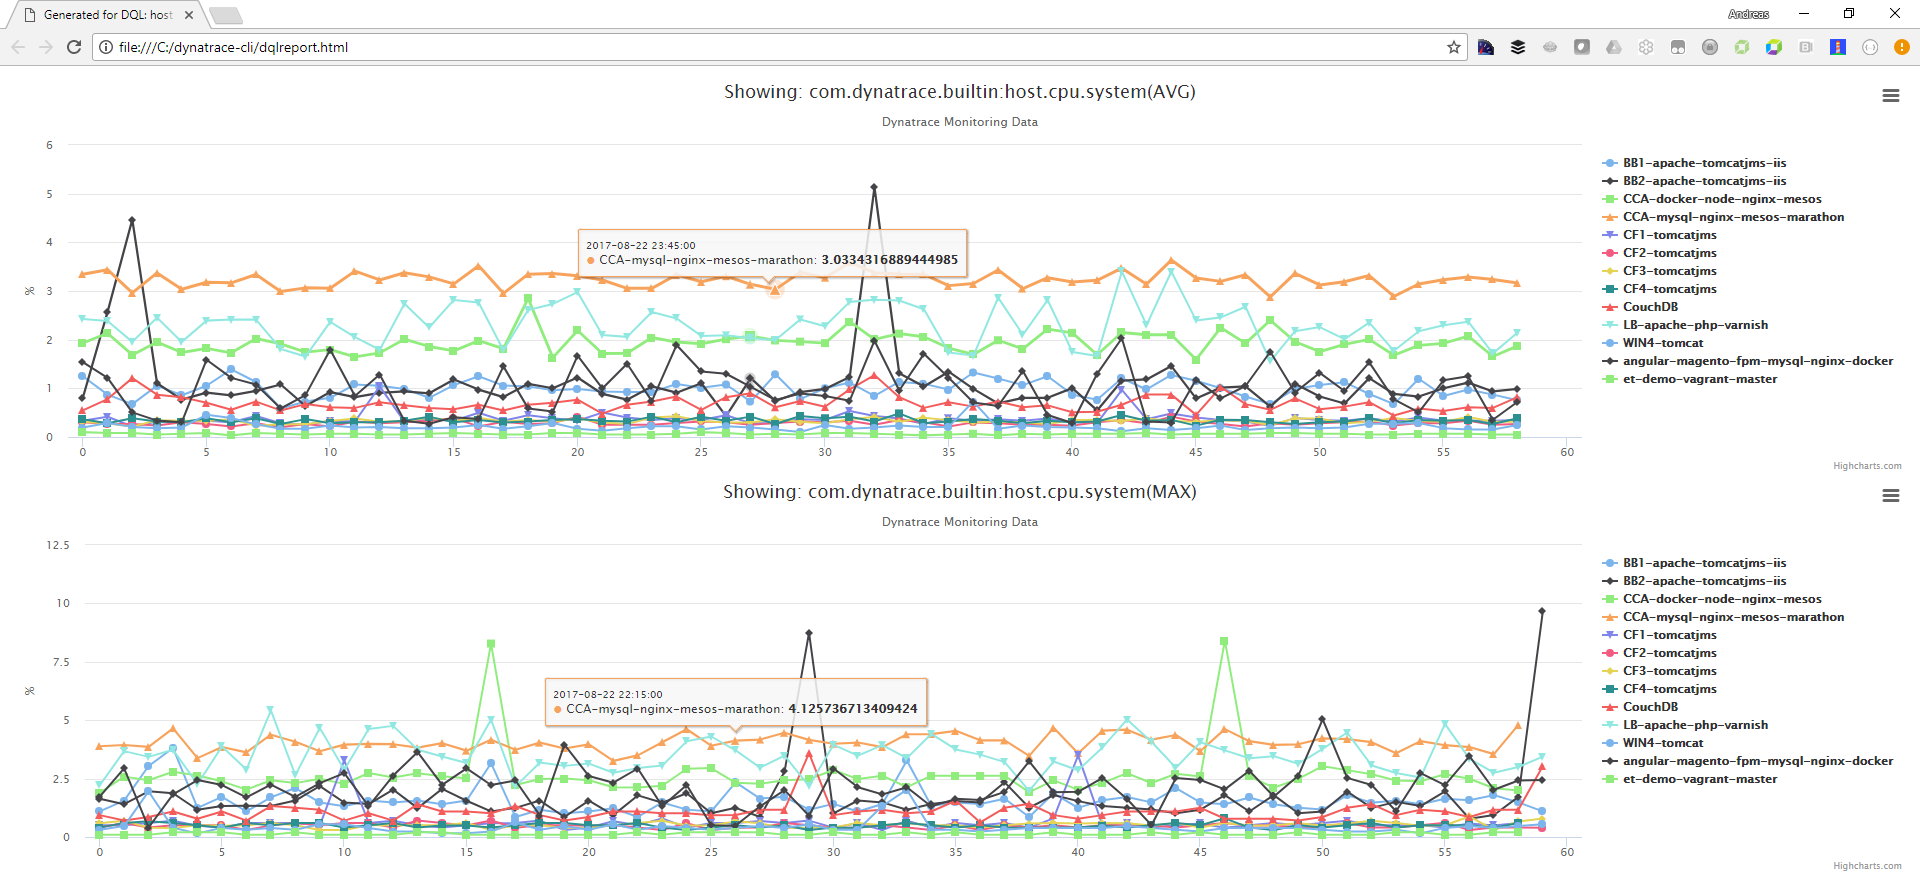 Generated for DQL: host
Andreas
file:///C:/dynatrace-cli/dqlreport.html
Showing: com.dynatrace.builtin:host.cpu.system(AVG)
Dynatrace Monitoring Data
6
5
4
3
2
1
0
%
2017-08-22 23:45:00
CCA-mysql-nginx-mesos-marathon: 3.0334316889444985
0 5 10 15 20 25 30 35 40 45 50 55 60
BB1-apache-tomcatjms-iis
BB2-apache-tomcatjms-iis
CCA-docker-node-nginx-mesos
CCA-mysql-nginx-mesos-marathon
CF1-tomcatjms
CF2-tomcatjms
CF3-tomcatjms
CF4-tomcatjms
CouchDB
LB-apache-php-varnish
WIN4-tomcat
angular-magento-fpm-mysql-nginx-docker
et-demo-vagrant-master
Highcharts.com
Showing: com.dynatrace.builtin:host.cpu.system(MAX)
Dynatrace Monitoring Data
12.5
10
7.5
5
2.5
0
%
2017-08-22 22:15:00
CCA-mysql-nginx-mesos-marathon: 4.125736713409424
0 5 10 15 20 25 30 35 40 45 50 55 60
BB1-apache-tomcatjms-iis
BB2-apache-tomcatjms-iis
CCA-docker-node-nginx-mesos
CCA-mysql-nginx-mesos-marathon
CF1-tomcatjms
CF2-tomcatjms
CF3-tomcatjms
CF4-tomcatjms
CouchDB
LB-apache-php-varnish
WIN4-tomcat
angular-magento-fpm-mysql-nginx-docker
et-demo-vagrant-master
Highcharts.com